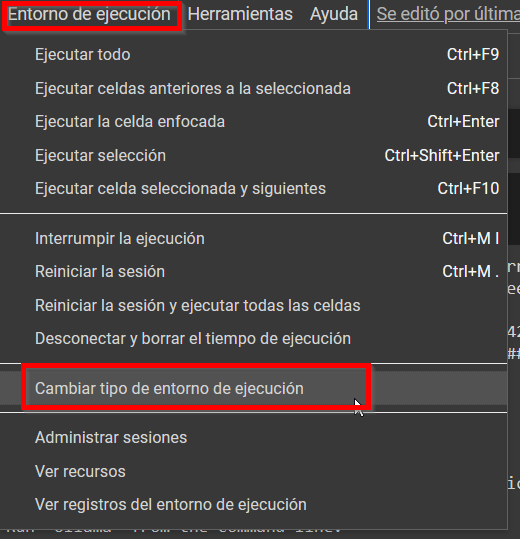 Entorno de ejecución Herramientas Ayuda Se editó por última
Ejecutar todo Ctrl+F9
Ejecutar celdas anteriores a la seleccionada Ctrl+F8
Ejecutar la celda enfocada Ctrl+Enter
Ejecutar selección Ctrl+Shift+Enter
Ejecutar celda seleccionada y siguientes Ctrl+F10
Interrumpir la ejecución Ctrl+M I
Reiniciar la sesión Ctrl+M .
Reiniciar la sesión y ejecutar todas las celdas
Desconectar y borrar el tiempo de ejecución
Cambiar tipo de entorno de ejecución
Administrar sesiones
Ver recursos
Ver registros del entorno de ejecución